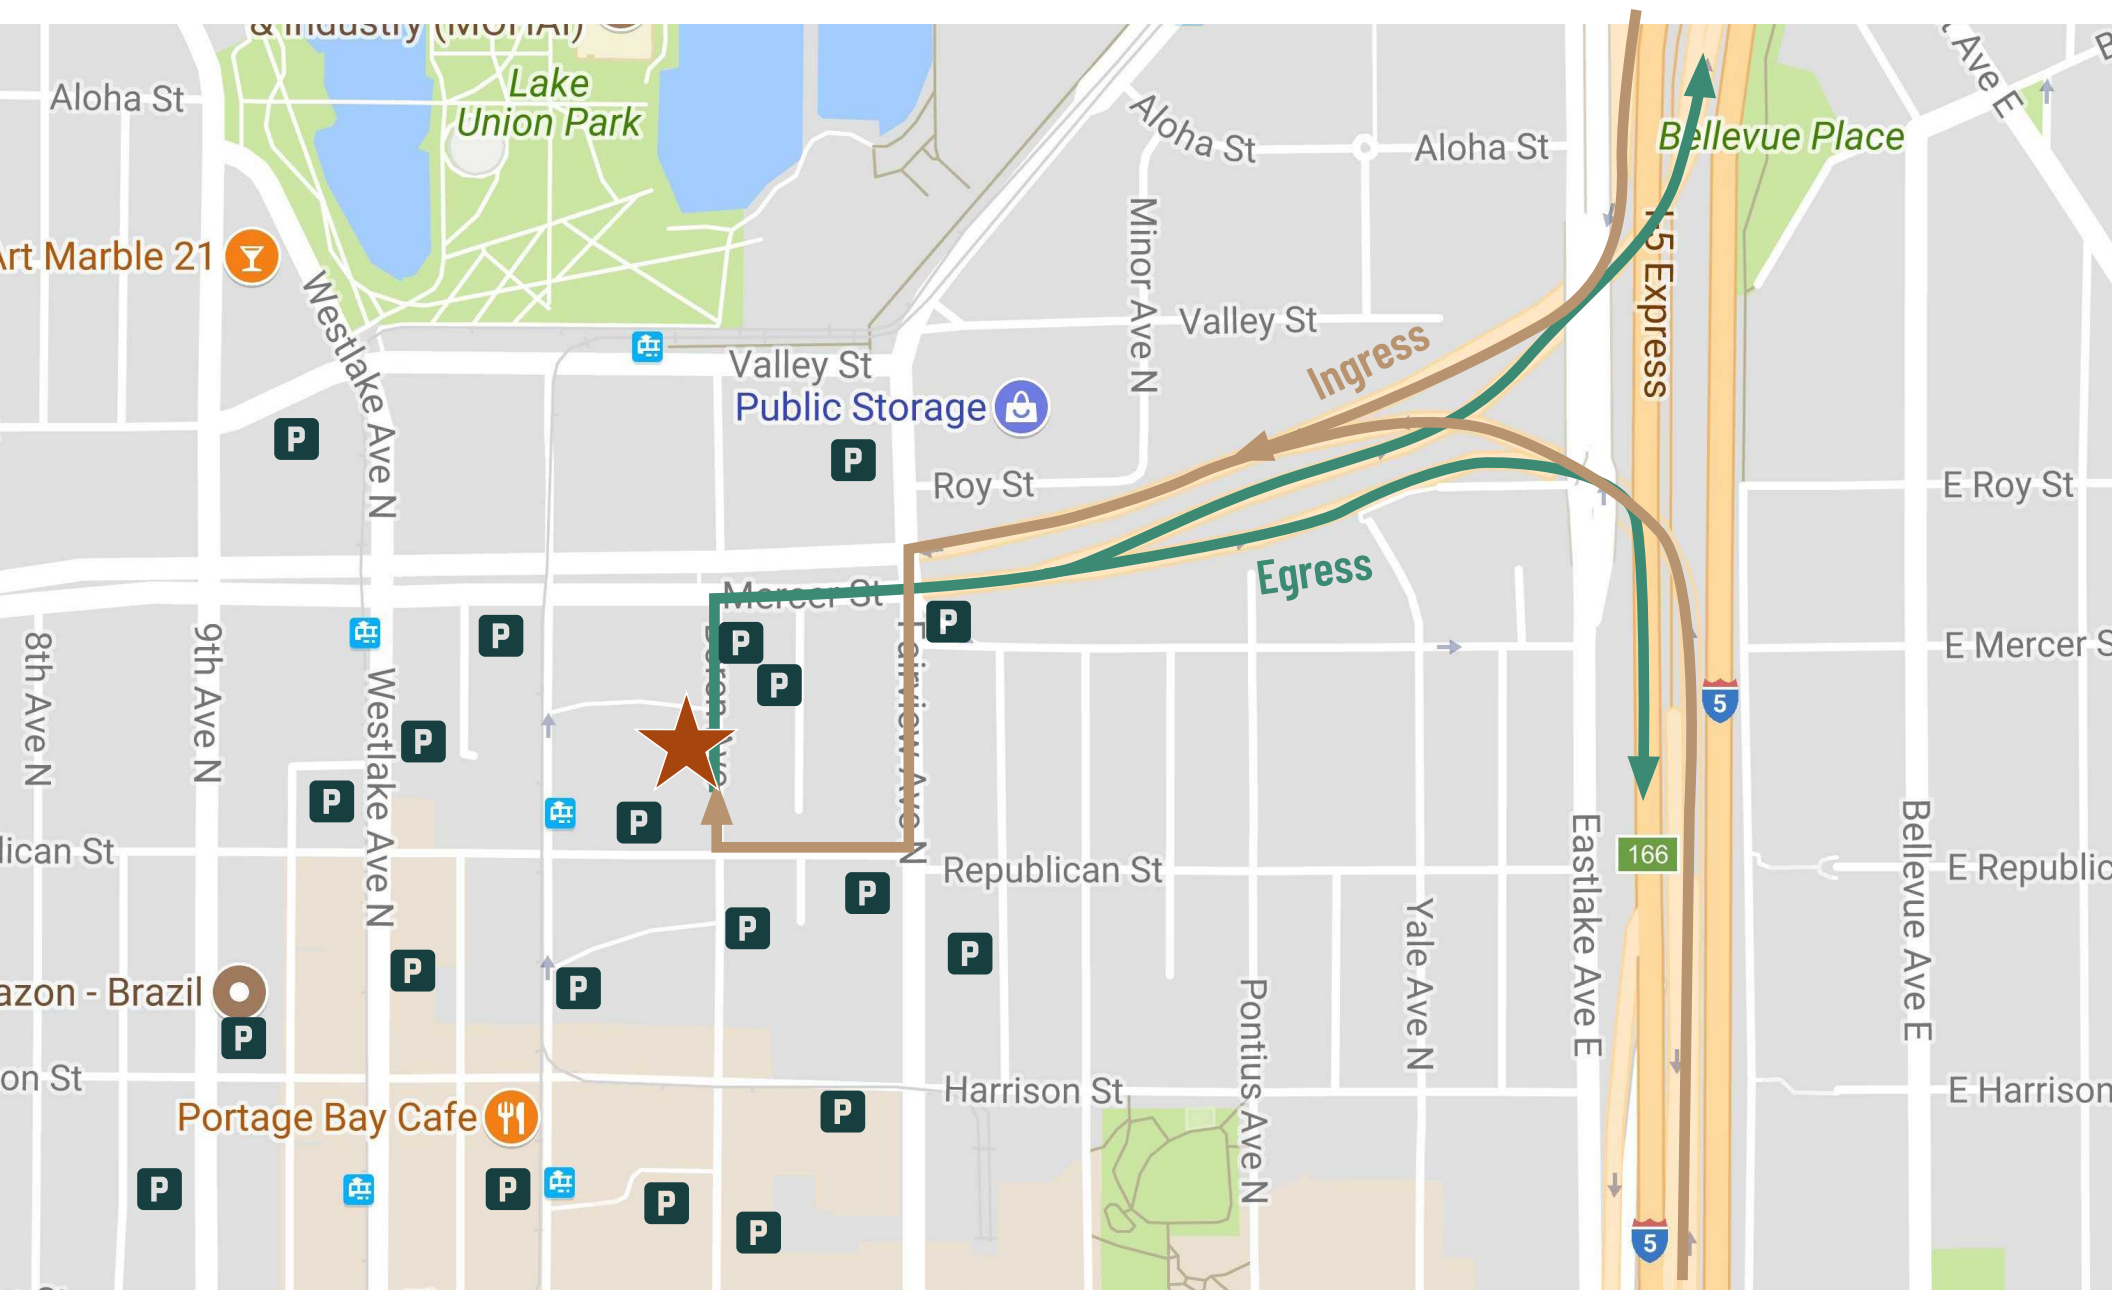 & Industry (MOHAI)
Lake
Union Park
Aloha St
Aloha St
Aloha St
Bellevue Place
Ave E
Art Marble 21
Westlake Ave N
Minor Ave N
I-5 Express
Valley St
Valley St
Ingress
Public Storage
P
P
Roy St
E Roy St
Egress
Mercer St
P
P
P
P
P
8th Ave N
9th Ave N
Westlake Ave N
Fairview Ave N
E Mercer S
5
P
P
P
lican St
Republican St
166
E Republic
Eastlake Ave E
Bellevue Ave E
P
P
P
P
P
azon - Brazil
P
Yale Ave N
Pontius Ave N
on St
Harrison St
E Harrison
Portage Bay Cafe
P
P
P
P
P
5